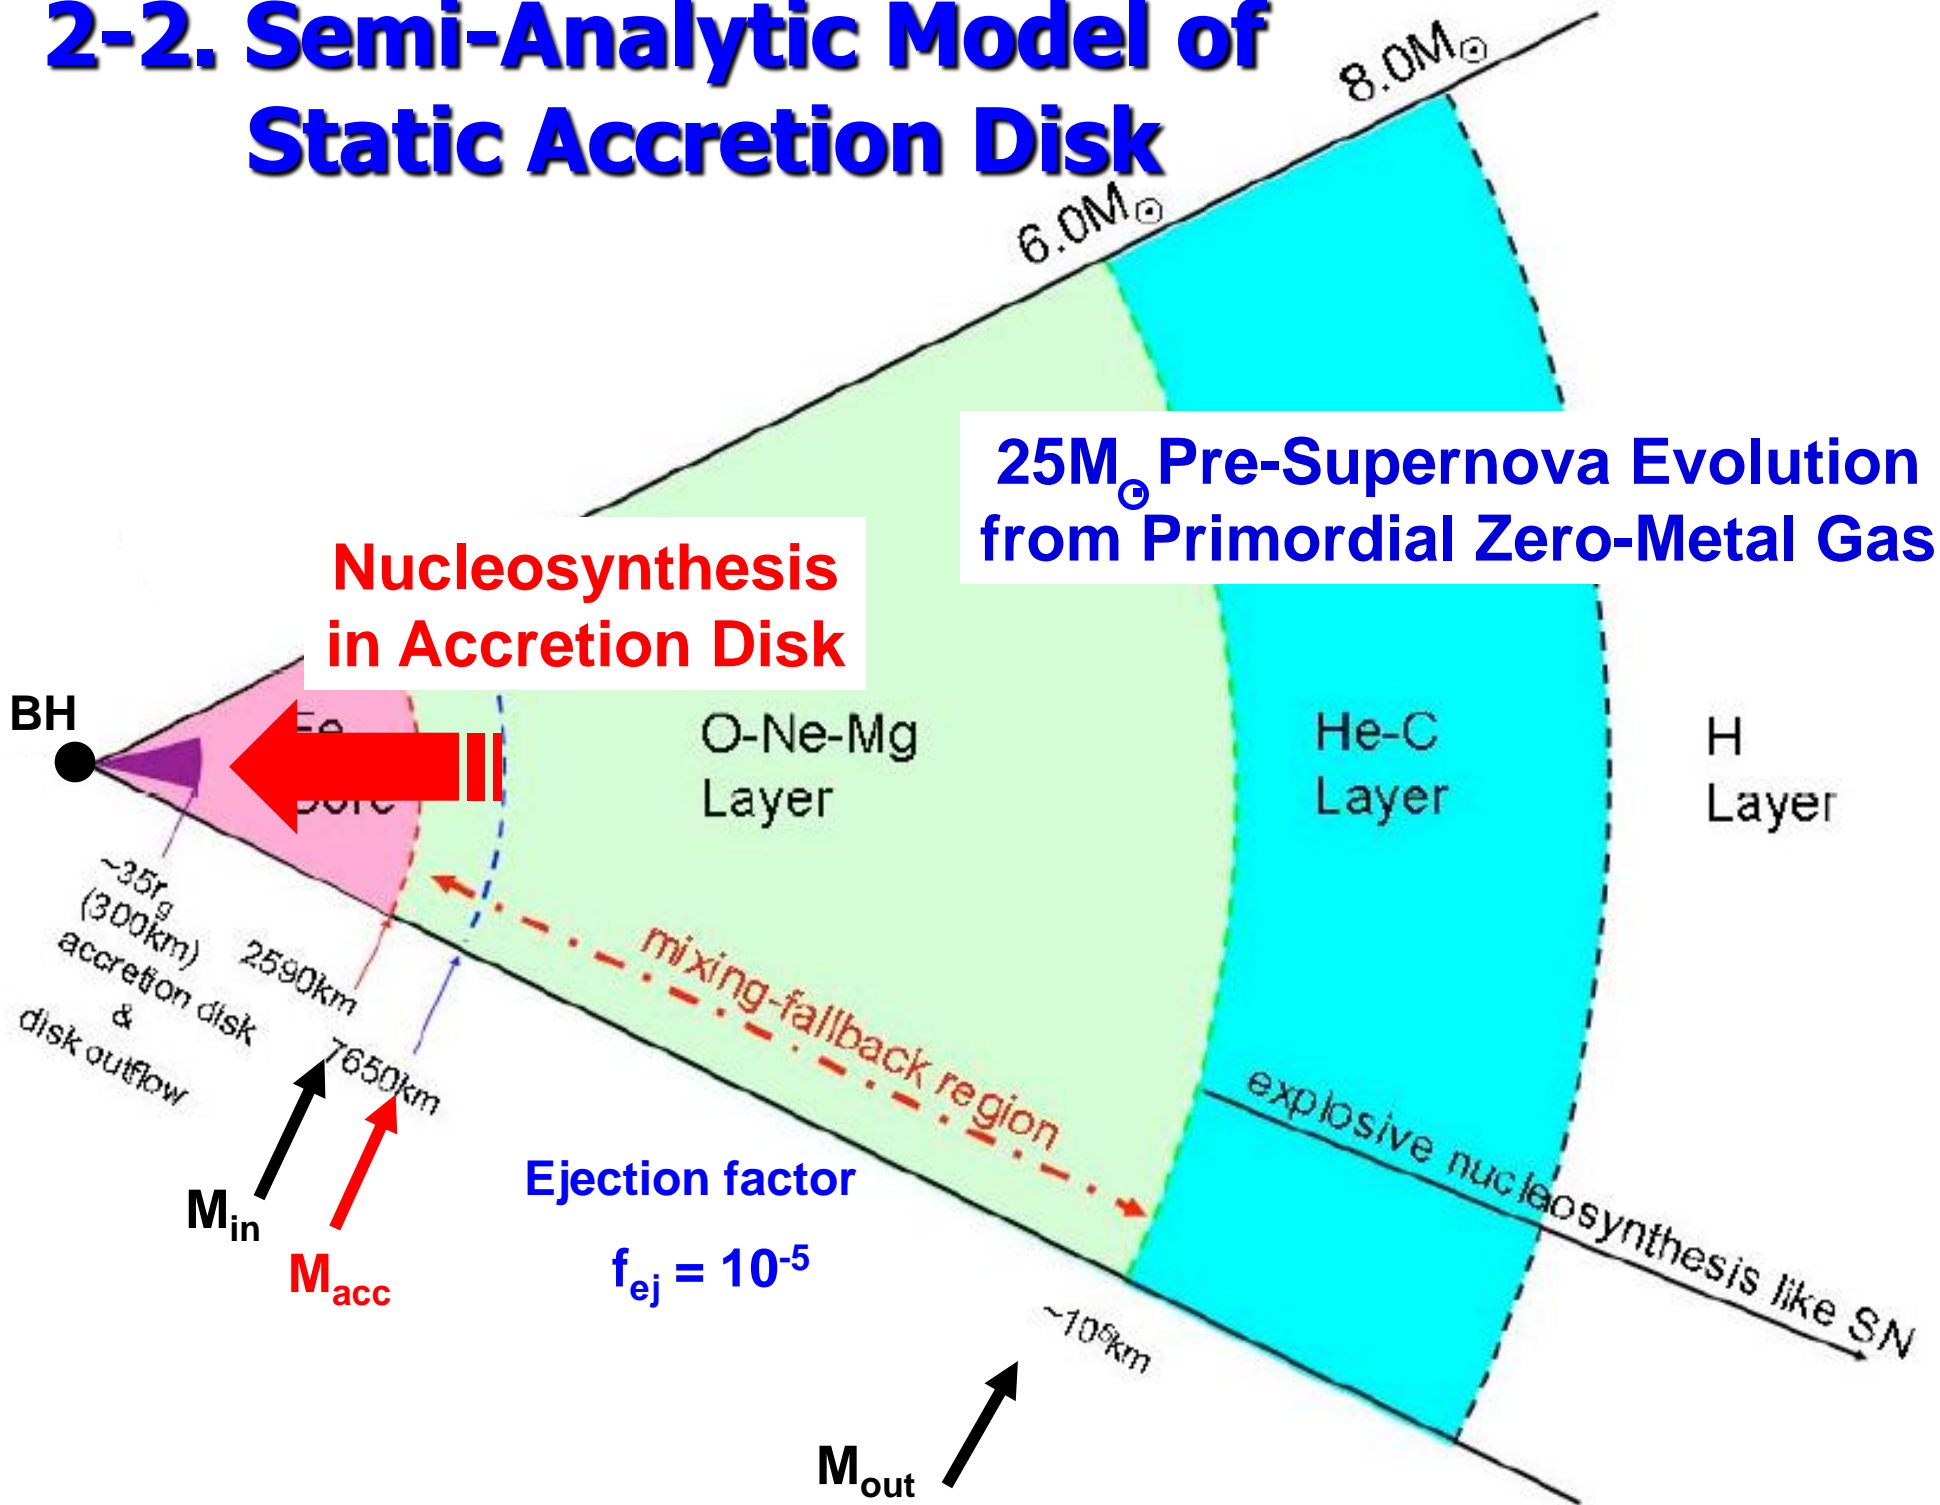 2-2. Semi-Analytic Model of
Static Accretion Disk
8.0M☉
6.0M☉
25M☉ Pre-Supernova Evolution
from Primordial Zero-Metal Gas
Nucleosynthesis
in Accretion Disk
BH
Fe
Core
O-Ne-Mg
Layer
He-C
Layer
H
Layer
~35rg
(300km)
accretion disk
&
disk outflow
2590km
7650km
mixing-fallback region
explosive nucleosynthesis like SN
Min
Macc
Ejection factor
fej = 10-5
~10⁵km
Mout